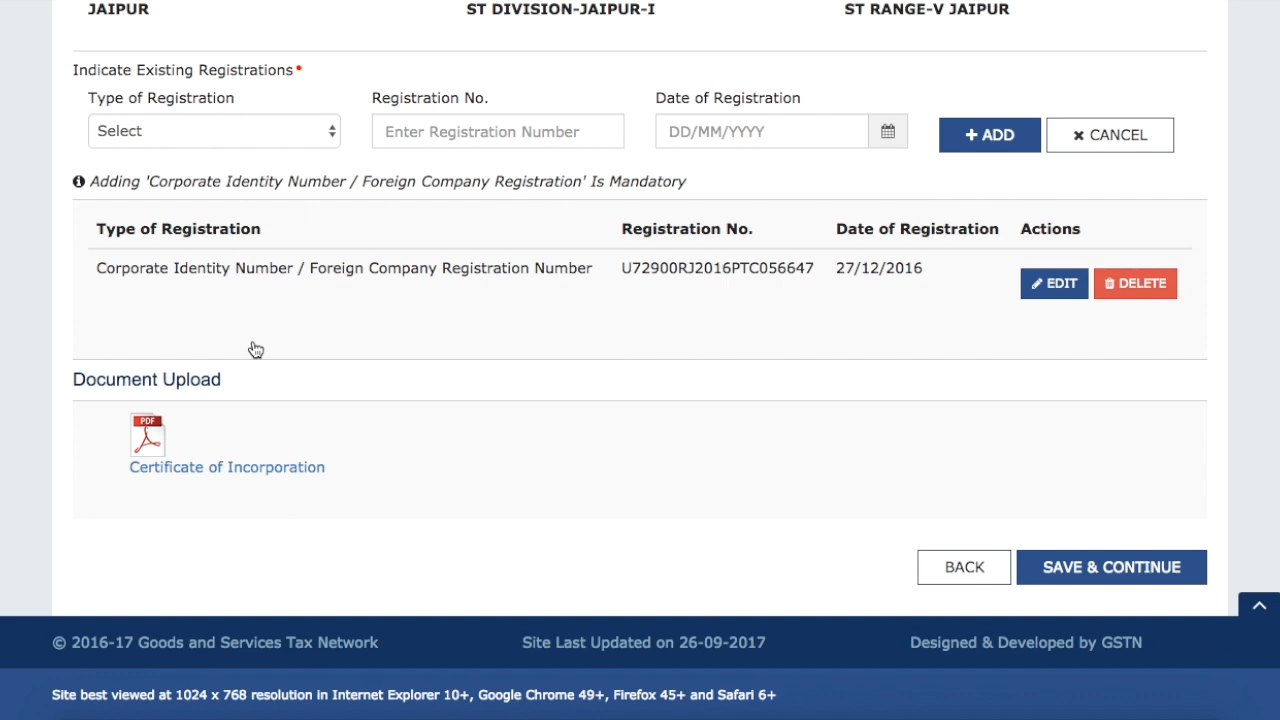 JAIPUR ST DIVISION-JAIPUR-I ST RANGE-V JAIPUR
Indicate Existing Registrations•
Type of Registration Registration No. Date of Registration
Select Enter Registration Number DD/MM/YYYY + ADD × CANCEL
Adding 'Corporate Identity Number / Foreign Company Registration' Is Mandatory
Type of Registration Registration No. Date of Registration Actions
Corporate Identity Number / Foreign Company Registration Number U72900RJ2016PTC056647 27/12/2016
EDIT DELETE
Document Upload
PDF
Certificate of Incorporation
BACK SAVE & CONTINUE
© 2016-17 Goods and Services Tax Network Site Last Updated on 26-09-2017 Designed & Developed by GSTN
Site best viewed at 1024 x 768 resolution in Internet Explorer 10+, Google Chrome 49+, Firefox 45+ and Safari 6+